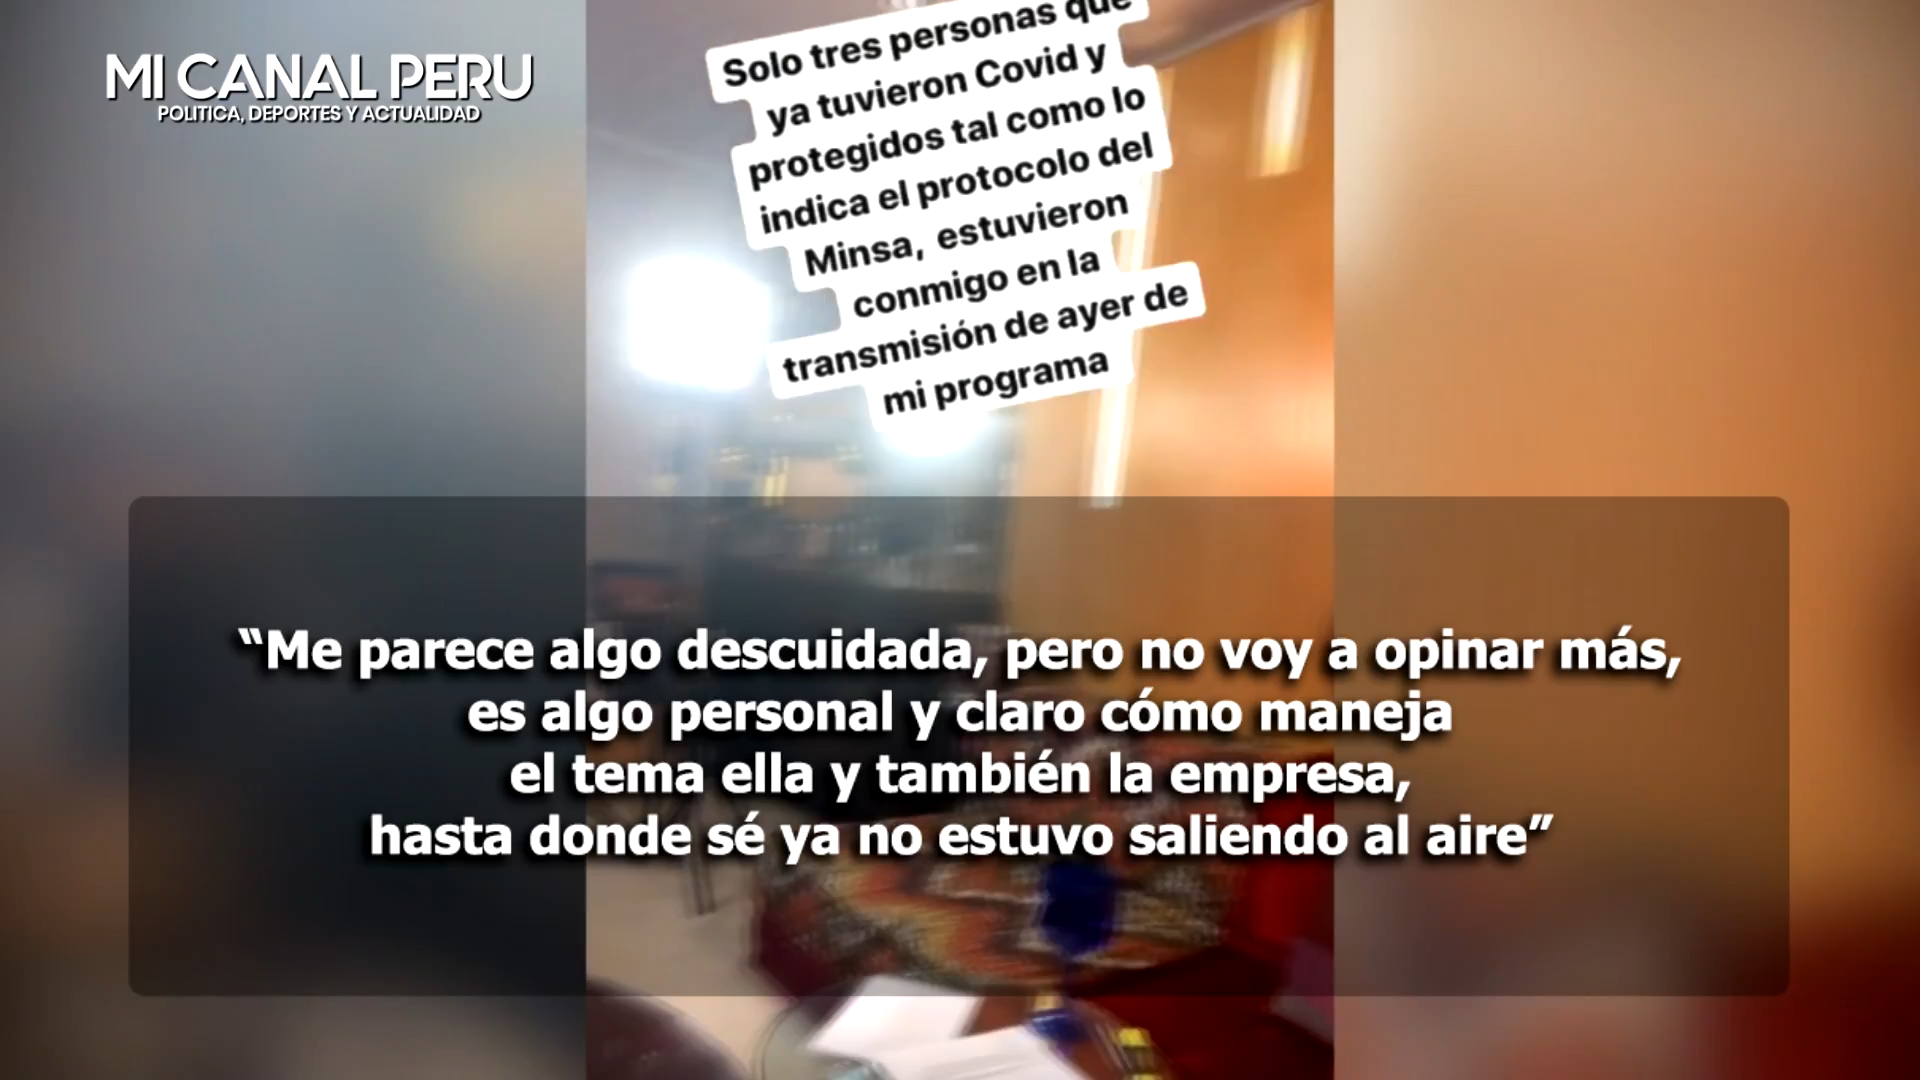 MI CANAL PERU
POLITICA, DEPORTES Y ACTUALIDAD
Solo tres personas que
ya tuvieron Covid y
protegidos tal como lo
indica el protocolo del
Minsa, estuvieron
conmigo en la
transmisión de ayer de
mi programa
“Me parece algo descuidada, pero no voy a opinar más,
es algo personal y claro cómo maneja
el tema ella y también la empresa,
hasta donde sé ya no estuvo saliendo al aire”